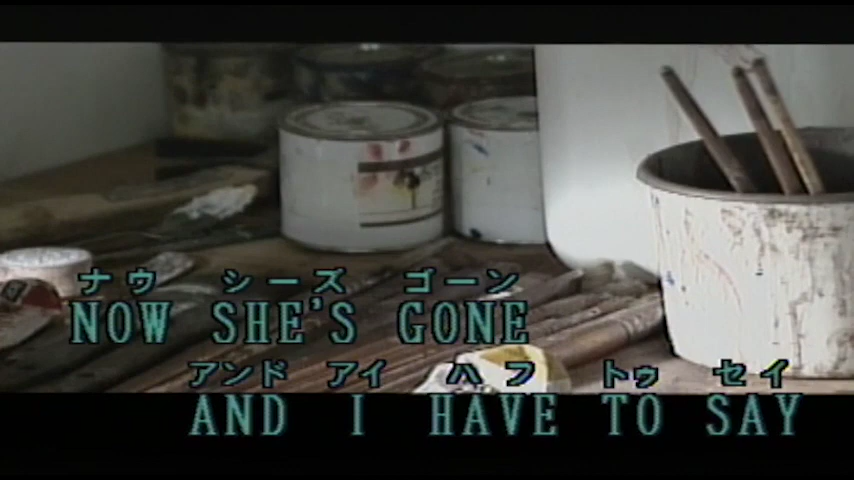 ナウ シーズ ゴーン
NOW SHE'S GONE
アンド アイ ハフ トゥ セイ
AND I HAVE TO SAY